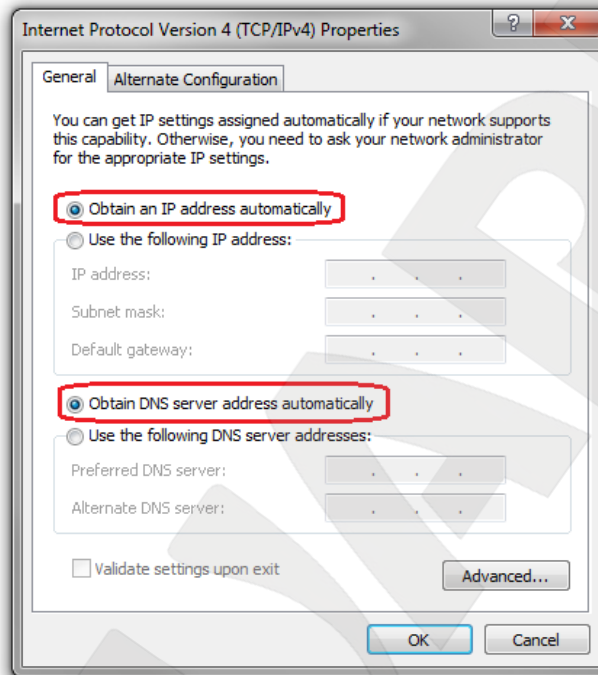 Internet Protocol Version 4 (TCP/IPv4) Properties
?
General
Alternate Configuration
You can get IP settings assigned automatically if your network supports
this capability. Otherwise, you need to ask your network administrator
for the appropriate IP settings.
Obtain an IP address automatically
Use the following IP address:
IP address:
Subnet mask:
Default gateway:
Obtain DNS server address automatically
Use the following DNS server addresses:
Preferred DNS server:
Alternate DNS server:
Validate settings upon exit
Advanced...
OK
Cancel